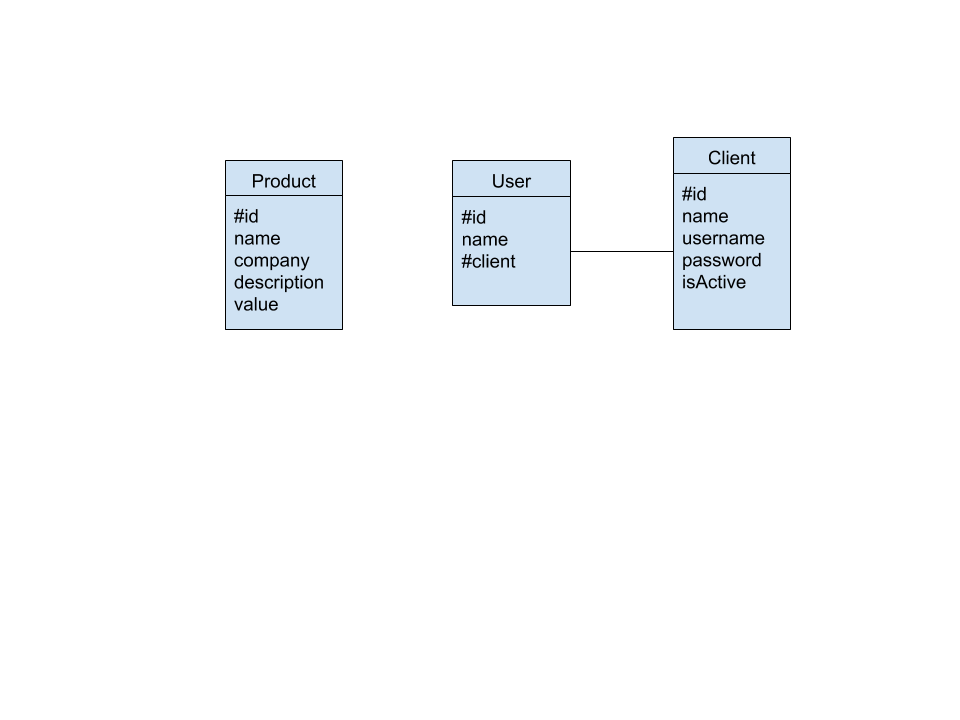 Product
#id
name
company
description
value
User
#id
name
#client
Client
#id
name
username
password
isActive